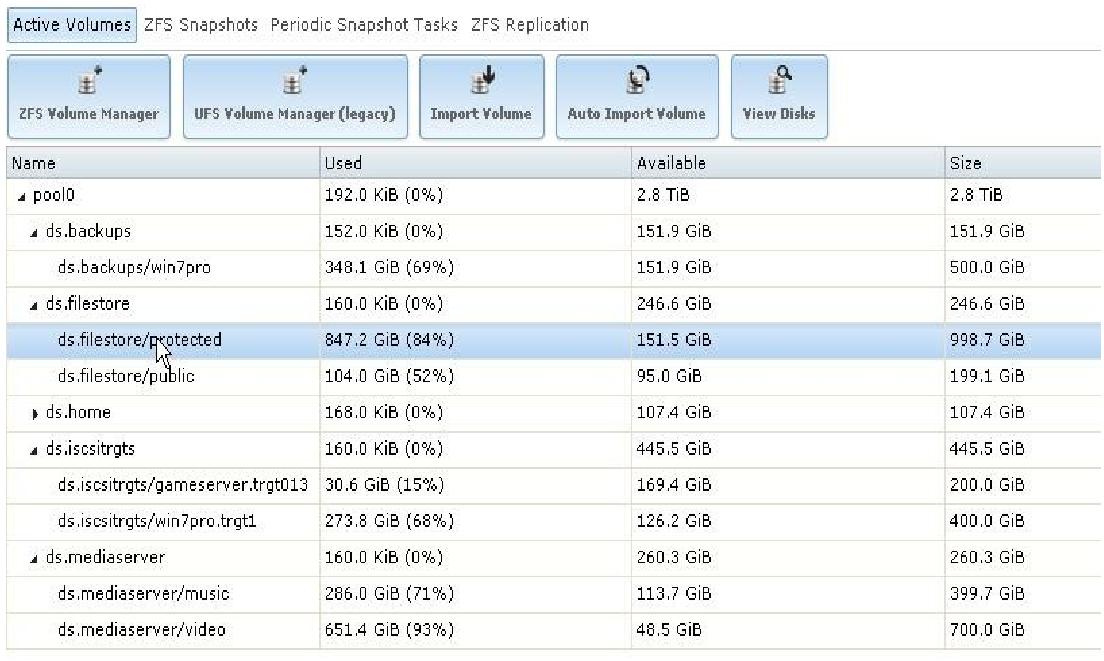 Active Volumes ZFS Snapshots Periodic Snapshot Tasks ZFS Replication
ZFS Volume Manager UFS Volume Manager (legacy) Import Volume Auto Import Volume View Disks
Name Used Available Size
pool0 192.0 KiB (0%) 2.8 TiB 2.8 TiB
ds.backups 152.0 KiB (0%) 151.9 GiB 151.9 GiB
ds.backups/win7pro 348.1 GiB (69%) 151.9 GiB 500.0 GiB
ds.filestore 160.0 KiB (0%) 246.6 GiB 246.6 GiB
ds.filestore/protected 847.2 GiB (84%) 151.5 GiB 998.7 GiB
ds.filestore/public 104.0 GiB (52%) 95.0 GiB 199.1 GiB
ds.home 168.0 KiB (0%) 107.4 GiB 107.4 GiB
ds.iscsitrgts 160.0 KiB (0%) 445.5 GiB 445.5 GiB
ds.iscsitrgts/gameserver.trgt013 30.6 GiB (15%) 169.4 GiB 200.0 GiB
ds.iscsitrgts/win7pro.trgt1 273.8 GiB (68%) 126.2 GiB 400.0 GiB
ds.mediaserver 160.0 KiB (0%) 260.3 GiB 260.3 GiB
ds.mediaserver/music 286.0 GiB (71%) 113.7 GiB 399.7 GiB
ds.mediaserver/video 651.4 GiB (93%) 48.5 GiB 700.0 GiB